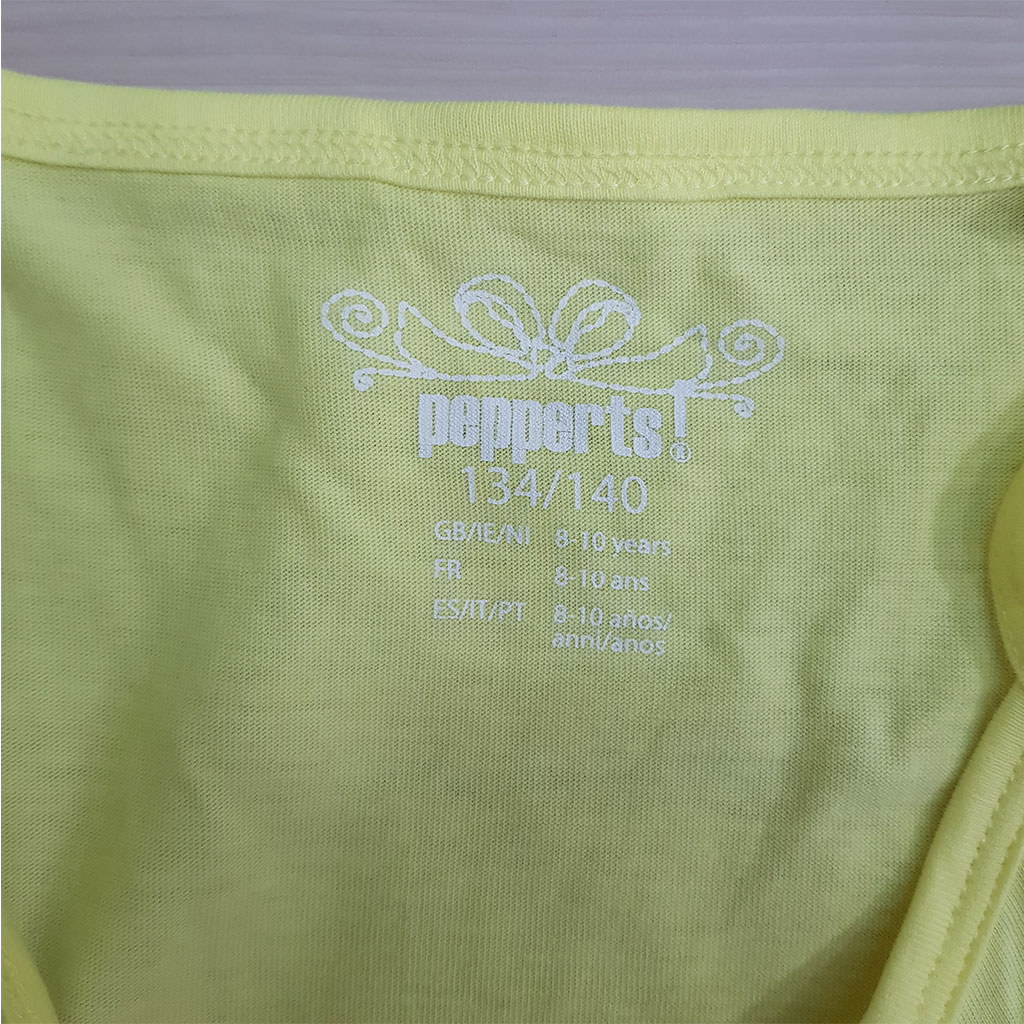 pepperts!®
134/140
GB/IE/NI 8-10 years
FR 8-10 ans
ES/IT/PT 8-10 años/
anni/anos